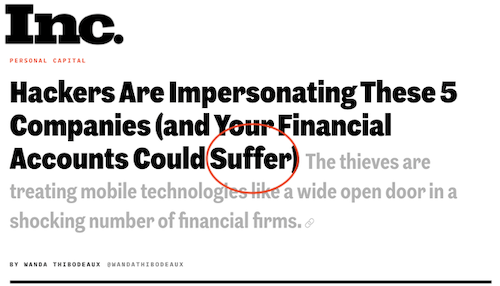 Inc.
PERSONAL CAPITAL
Hackers Are Impersonating These 5
Companies (and Your Financial
Accounts Could Suffer) The thieves are
treating mobile technologies like a wide open door in a
shocking number of financial firms.
BY WANDA THIBODEAUX @WANDATHIBODEAUX